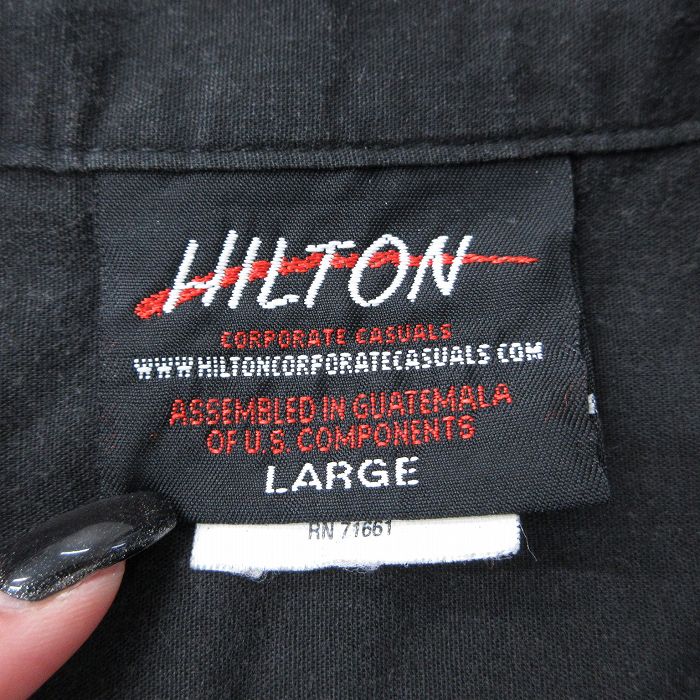 HILTON
CORPORATE CASUALS
WWW.HILTONCORPORATECASUALS.COM
ASSEMBLED IN GUATEMALA
OF U.S. COMPONENTS
LARGE
RN 71661